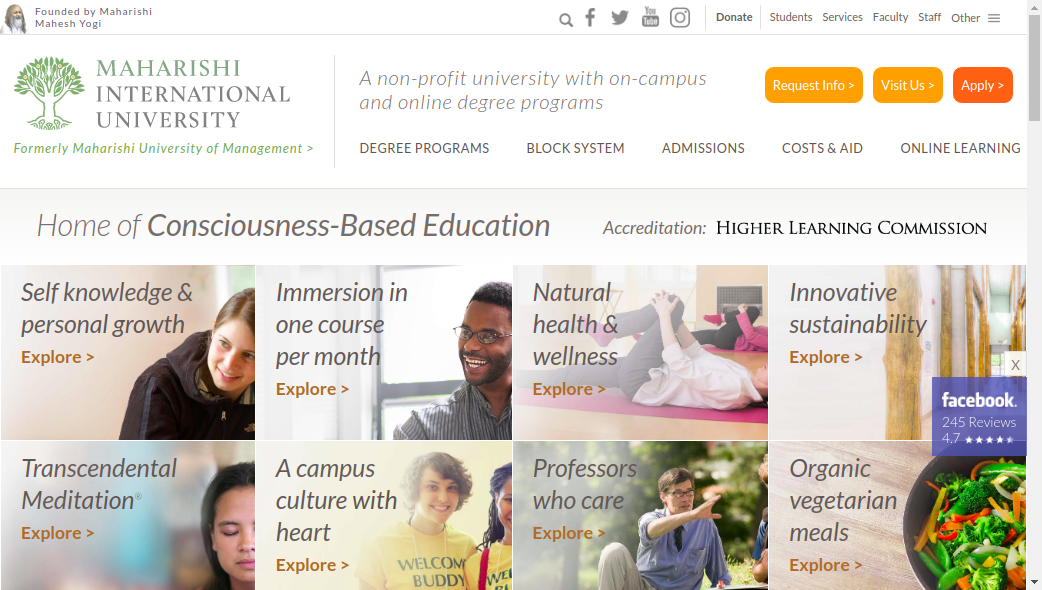 Founded by Maharishi
Mahesh Yogi
You
Tube
Donate
Students
Services
Faculty
Staff
Other
MAHARISHI
INTERNATIONAL
UNIVERSITY
Formerly Maharishi University of Management >
A non-profit university with on-campus
and online degree programs
Request Info >
Visit Us >
Apply >
DEGREE PROGRAMS
BLOCK SYSTEM
ADMISSIONS
COSTS & AID
ONLINE LEARNING
Home of Consciousness-Based Education
Accreditation: HIGHER LEARNING COMMISSION
Self knowledge &
personal growth
Explore >
Immersion in
one course
per month
Explore >
Natural
health &
wellness
Explore >
Innovative
sustainability
Explore >
X
facebook.
245 Reviews
4.7
Transcendental
Meditation®
Explore >
A campus
culture with
heart
Explore >
WELCOME
BUDDY
WEL
Professors
who care
Explore >
Organic
vegetarian
meals
Explore >